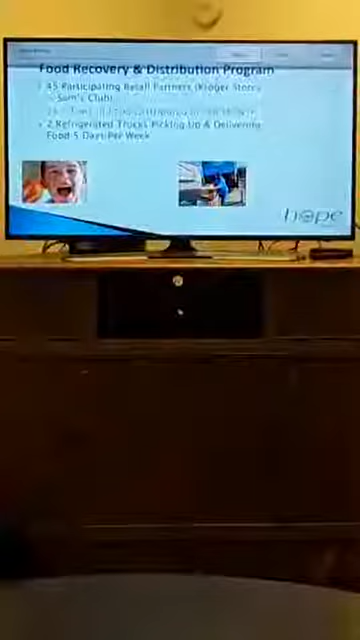 Food Recovery & Distribution Program
45 Participating Retail Partners (Kroger Stores
Sam's Club)
2 Refrigerated Trucks Picking Up & Delivering
Food 5 Days Per Week
hope